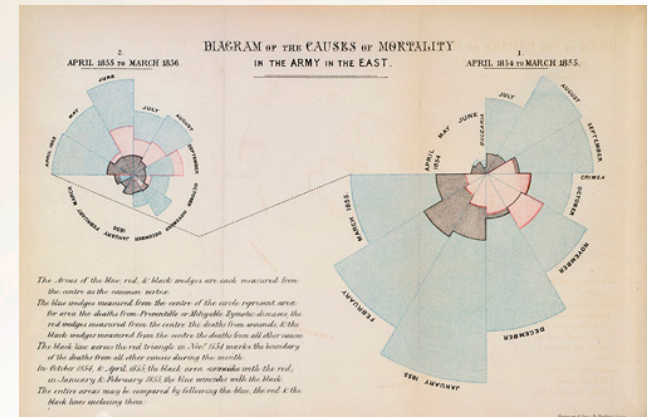 DIAGRAM OF THE CAUSES OF MORTALITY
IN THE ARMY IN THE EAST.
2.
APRIL 1855 TO MARCH 1856
1.
APRIL 1854 TO MARCH 1855.
APRIL 1855
MAY
JUNE
JULY
AUGUST
SEPTEMBER
OCTOBER
NOVEMBER
DECEMBER
JANUARY
1856
FEBRUARY
MARCH
APRIL
1854
MAY
JUNE
JULY
AUGUST
SEPTEMBER
OCTOBER
NOVEMBER
DECEMBER
JANUARY 1855
FEBRUARY
MARCH 1855.
BULGARIA
CRIMEA
The Areas of the blue, red, & black wedges are each measured from
the centre as the common vertex.
The blue wedges measured from the centre of the circle represent area
for area the deaths from Preventible or Mitigable Zymotic diseases, the
red wedges measured from the centre the deaths from wounds, & the
black wedges measured from the centre the deaths from all other causes.
The black line across the red triangle in Nov.r 1854 marks the boundary
of the deaths from all other causes during the month.
In October 1854, & April, 1855, the black area coincides with the red,
in January & February 1855, the blue coincides with the black.
The entire areas may be compared by following the blue, the red & the
black lines enclosing them.